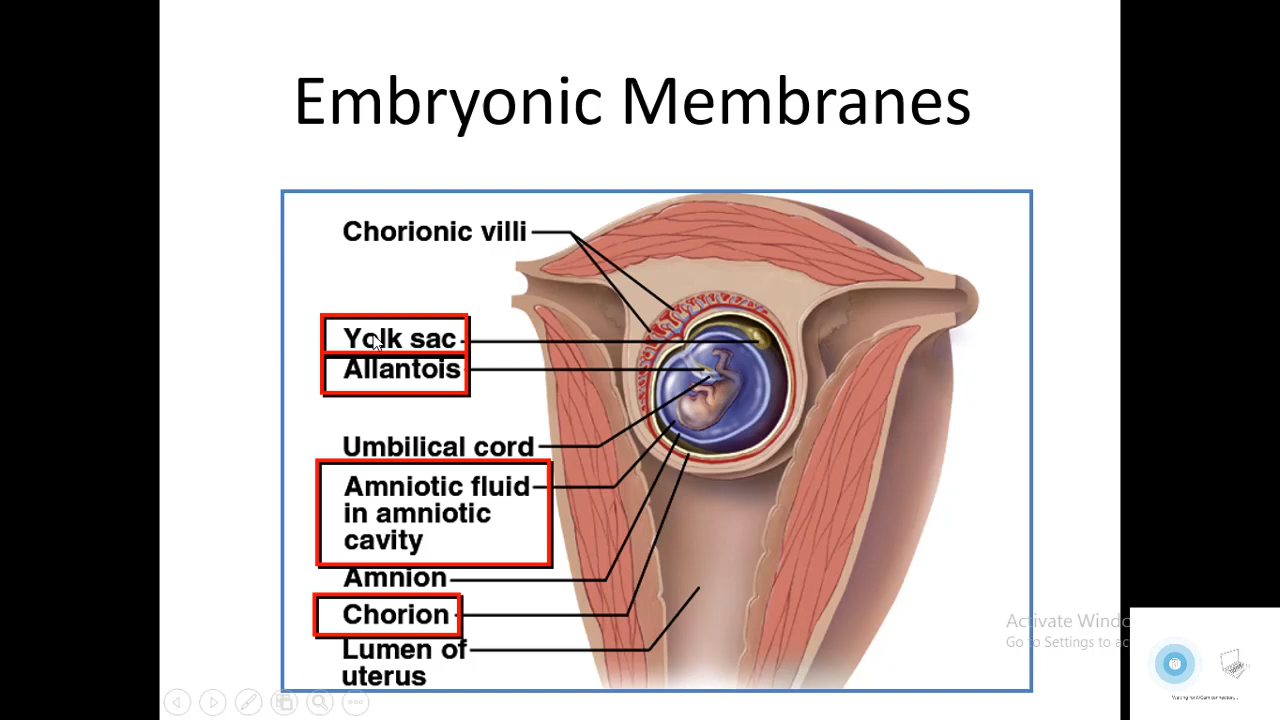 Embryonic Membranes
Chorionic villi
Yolk sac
Allantois
Umbilical cord
Amniotic fluid
in amniotic
cavity
Amnion
Chorion
Lumen of
uterus
Activate Windo
Go to Settings to ac